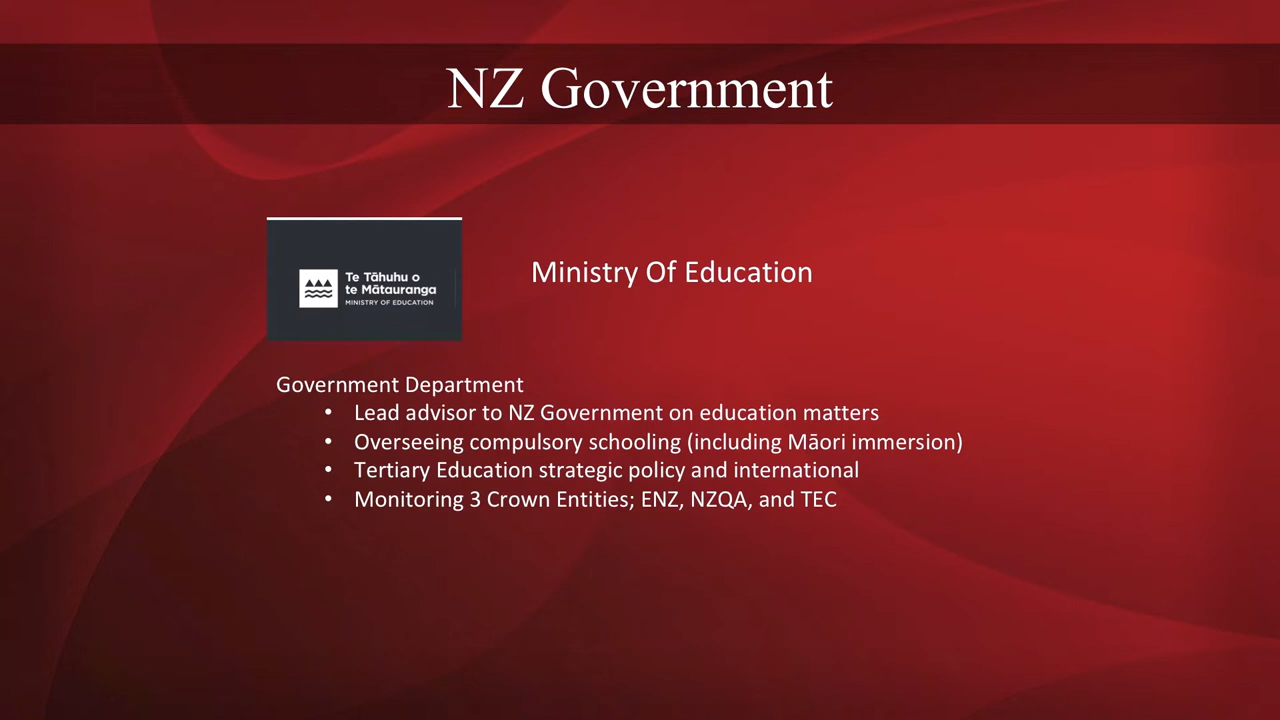 NZ Government
Te Tāhuhu o
te Mātauranga
MINISTRY OF EDUCATION
Ministry Of Education
Government Department
• Lead advisor to NZ Government on education matters
• Overseeing compulsory schooling (including Māori immersion)
• Tertiary Education strategic policy and international
• Monitoring 3 Crown Entities; ENZ, NZQA, and TEC